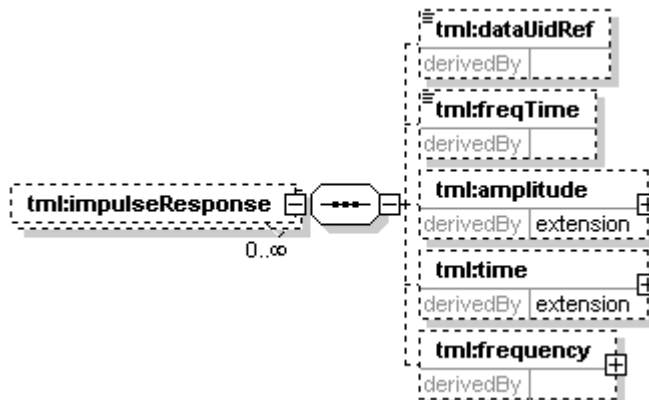 tml:dataUidRef
derivedBy
tml:freqTime
derivedBy
tml:impulseResponse
0..∞
tml:amplitude
derivedBy extension
tml:time
derivedBy extension
tml:frequency
derivedBy